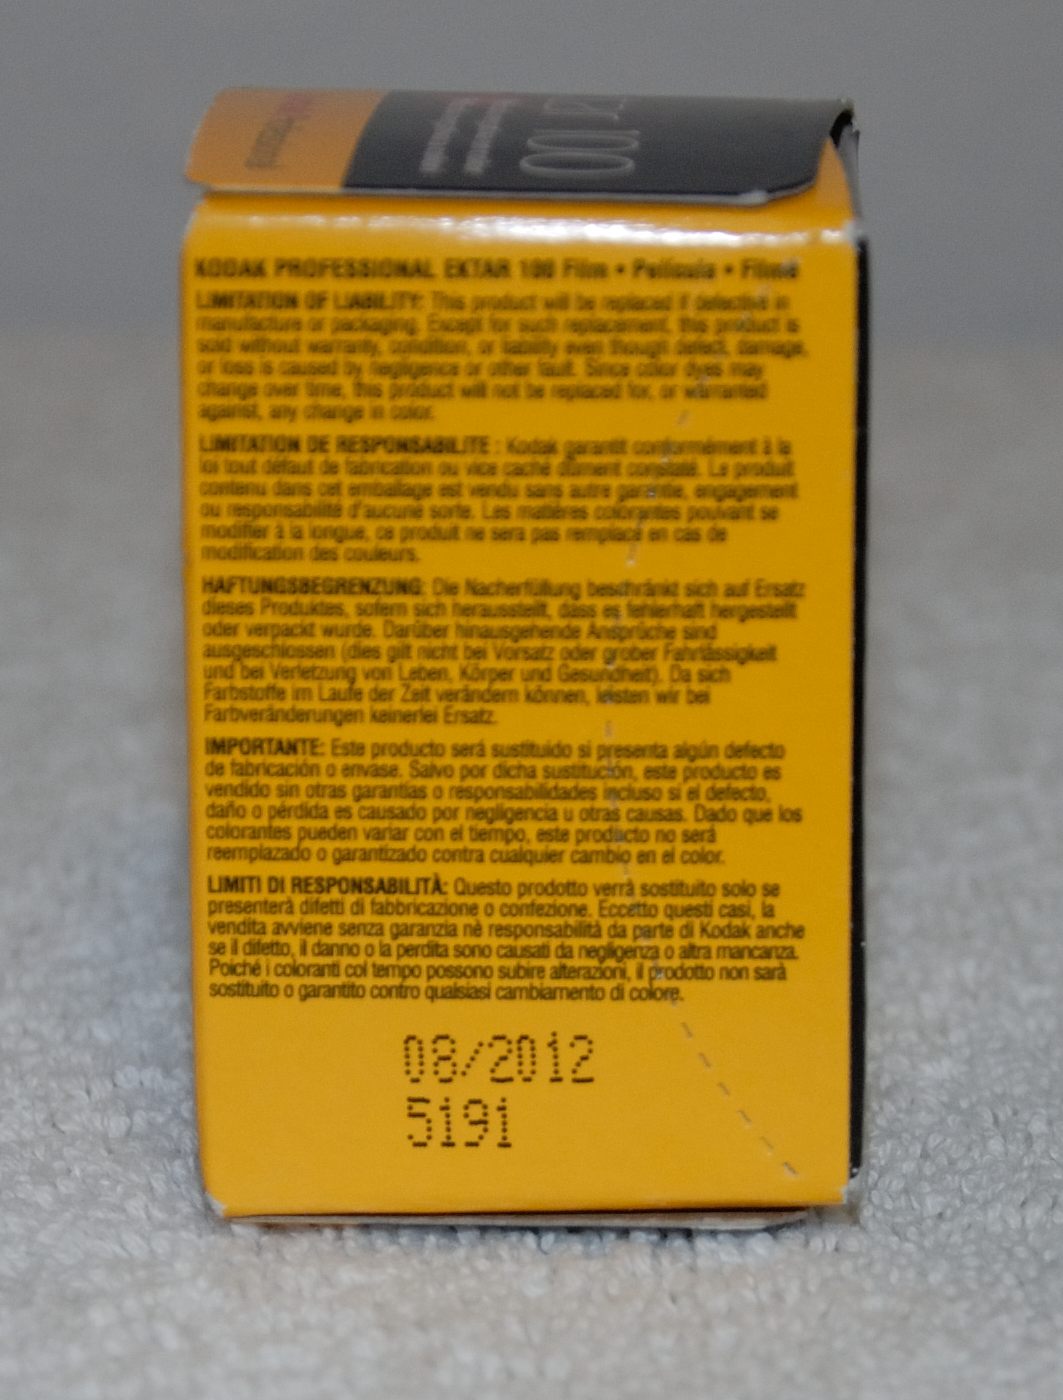 100
KODAK PROFESSIONAL EKTAR 100 Film • Película • Filme
LIMITATION OF LIABILITY: This product will be replaced if defective in
manufacture or packaging. Except for such replacement, this product is
sold without warranty, condition, or liability even though defect, damage,
or loss is caused by negligence or other fault. Since color dyes may
change over time, this product will not be replaced for, or warranted
against, any change in color.
LIMITATION DE RESPONSABILITE : Kodak garantit conformément à la
loi tout défaut de fabrication ou vice caché dûment constaté. Le produit
contenu dans cet emballage est vendu sans autre garantie, engagement
ou responsabilité d'aucune sorte. Les matières colorantes pouvant se
modifier à la longue, ce produit ne sera pas remplacé en cas de
modification des couleurs.
HAFTUNGSBEGRENZUNG: Die Nacherfüllung beschränkt sich auf Ersatz
dieses Produktes, sofern sich herausstellt, dass es fehlerhaft hergestellt
oder verpackt wurde. Darüber hinausgehende Ansprüche sind
ausgeschlossen (dies gilt nicht bei Vorsatz oder grober Fahrlässigkeit
und bei Verletzung von Leben, Körper und Gesundheit). Da sich
Farbstoffe im Laufe der Zeit verändern können, leisten wir bei
Farbveränderungen keinerlei Ersatz.
IMPORTANTE: Este producto será sustituido si presenta algún defecto
de fabricación o envase. Salvo por dicha sustitución, este producto es
vendido sin otras garantías o responsabilidades incluso si el defecto,
daño o pérdida es causado por negligencia u otras causas. Dado que los
colorantes pueden variar con el tiempo, este producto no será
reemplazado o garantizado contra cualquier cambio en el color.
LIMITI DI RESPONSABILITÀ: Questo prodotto verrà sostituito solo se
presenterà difetti di fabbricazione o confezione. Eccetto questi casi, la
vendita avviene senza garanzia nè responsabilità da parte di Kodak anche
se il difetto, il danno o la perdita sono causati da negligenza o altra mancanza.
Poiché i coloranti col tempo possono subire alterazioni, il prodotto non sarà
sostituito o garantito contro qualsiasi cambiamento di colore.
08/2012
5191